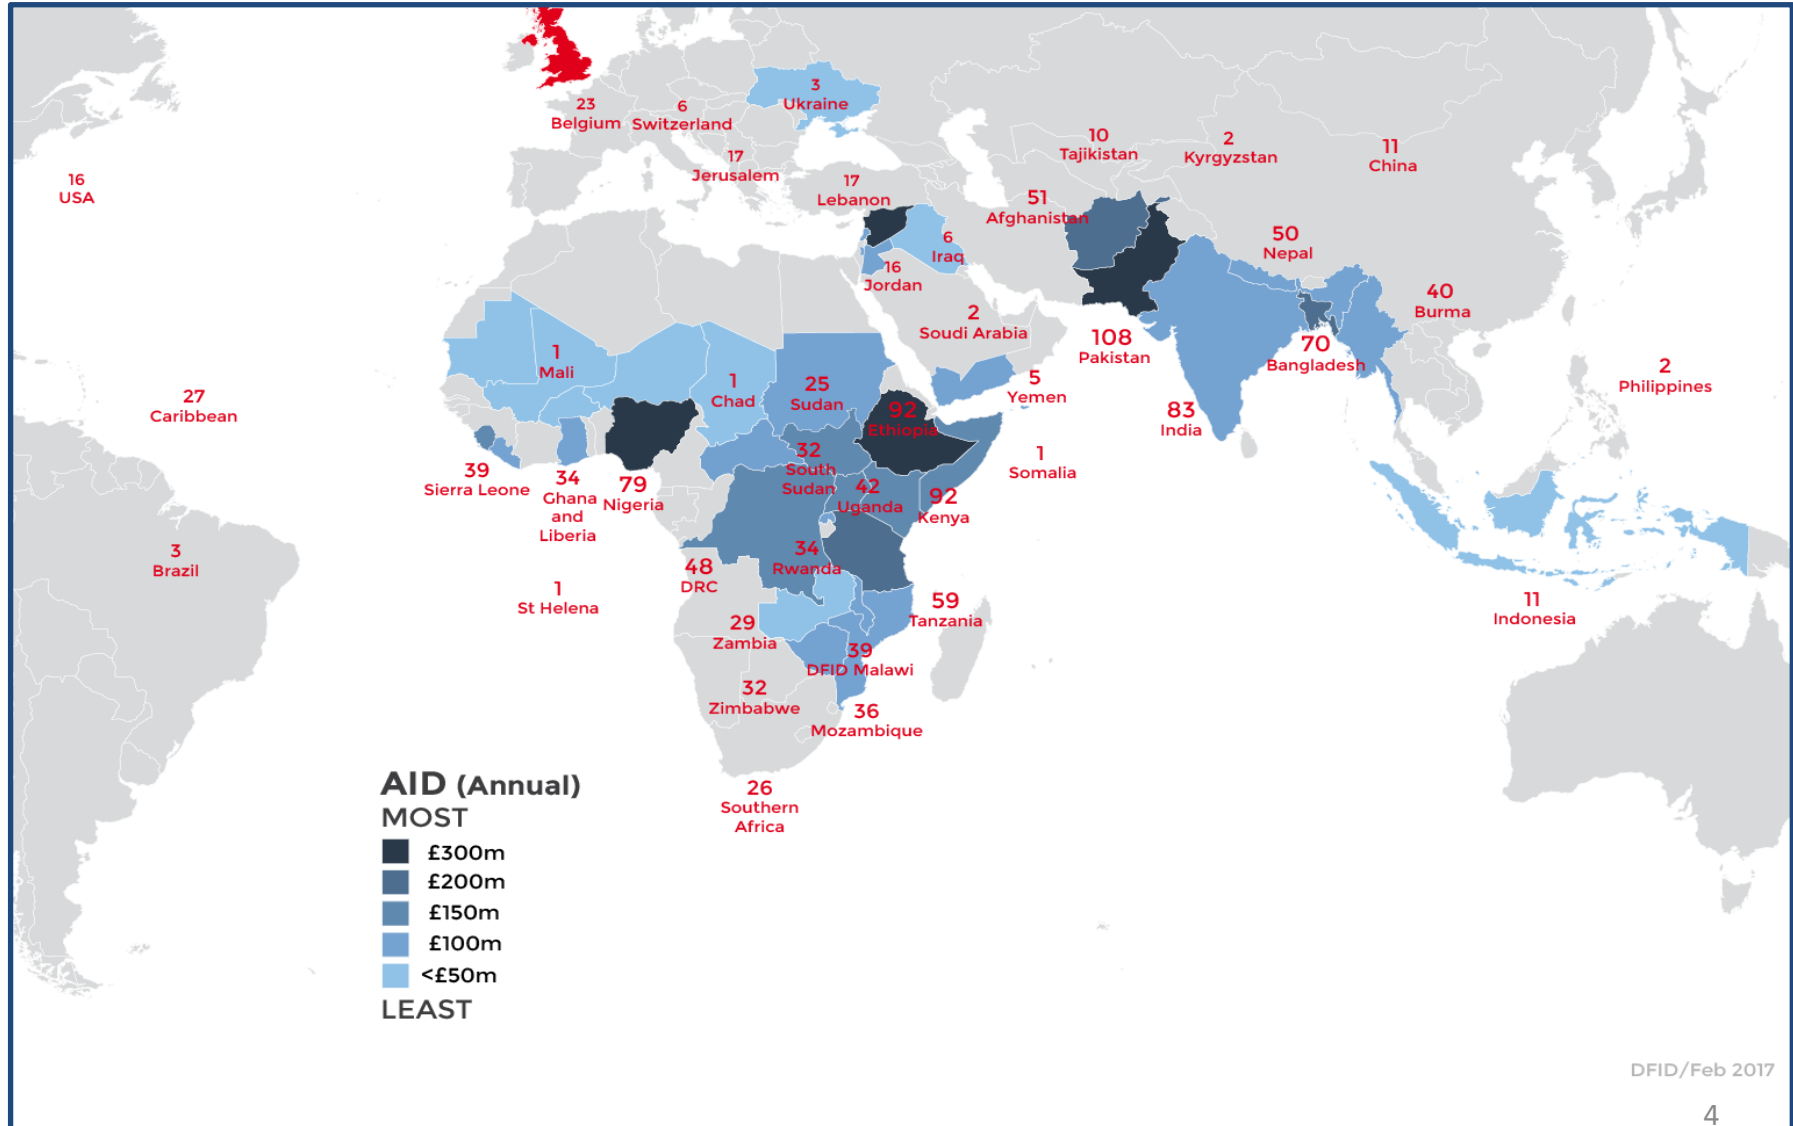 3
Ukraine
23
Belgium
6
Switzerland
17
Jerusalem
10
Tajikistan
2
Kyrgyzstan
11
China
16
USA
17
Lebanon
51
Afghanistan
6
Iraq
50
Nepal
16
Jordan
40
Burma
2
Soudi Arabia
108
Pakistan
70
Bangladesh
1
Mali
1
Chad
25
Sudan
5
Yemen
2
Philippines
27
Caribbean
92
Ethiopia
83
India
32
South
Sudan
1
Somalia
39
Sierra Leone
34
Ghana
and
Liberia
79
Nigeria
42
Uganda
92
Kenya
3
Brazil
34
Rwanda
48
DRC
1
St Helena
59
Tanzania
11
Indonesia
29
Zambia
39
DFID Malawi
32
Zimbabwe
36
Mozambique
26
Southern
Africa
AID (Annual)
MOST
£300m
£200m
£150m
£100m
<£50m
LEAST
DFID/Feb 2017
4